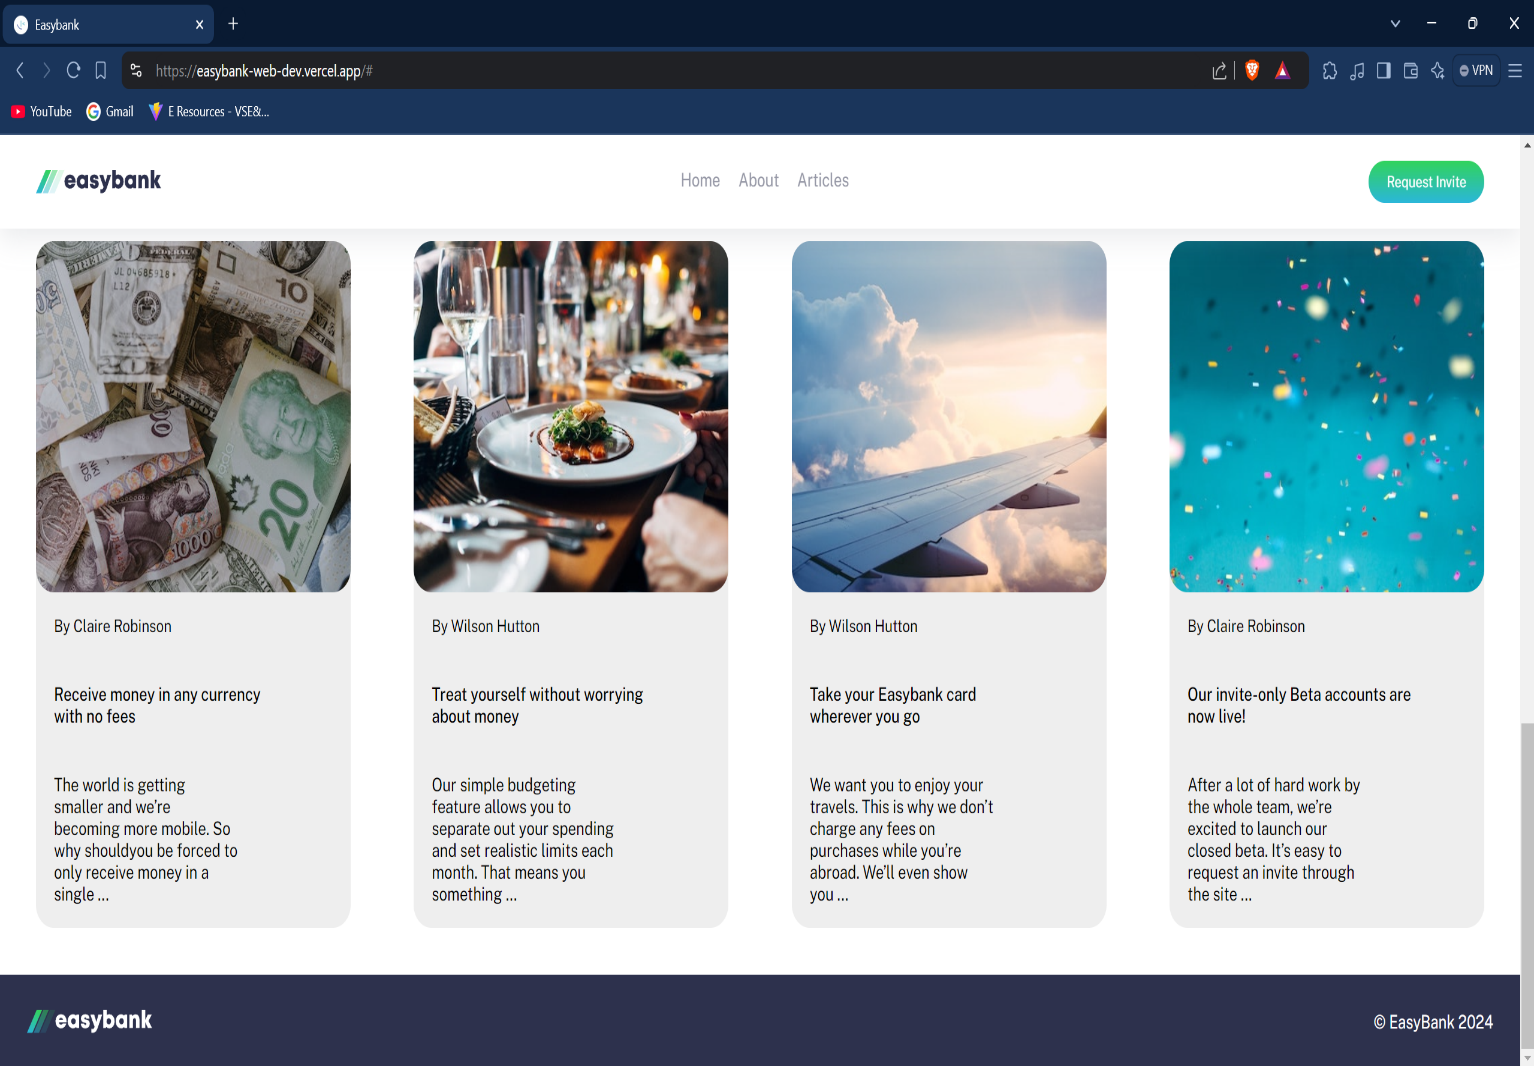 Easybank
https://easybank-web-dev.vercel.app/#
VPN
YouTube
Gmail
E Resources - VSE&...
easybank
Home
About
Articles
Request Invite
JL 04685918
L12
10
20
1000
By Claire Robinson
Receive money in any currency
with no fees
The world is getting
smaller and we’re
becoming more mobile. So
why shouldyou be forced to
only receive money in a
single ...
By Wilson Hutton
Treat yourself without worrying
about money
Our simple budgeting
feature allows you to
separate out your spending
and set realistic limits each
month. That means you
something ...
By Wilson Hutton
Take your Easybank card
wherever you go
We want you to enjoy your
travels. This is why we don’t
charge any fees on
purchases while you’re
abroad. We’ll even show
you ...
By Claire Robinson
Our invite-only Beta accounts are
now live!
After a lot of hard work by
the whole team, we’re
excited to launch our
closed beta. It’s easy to
request an invite through
the site ...
easybank
© EasyBank 2024